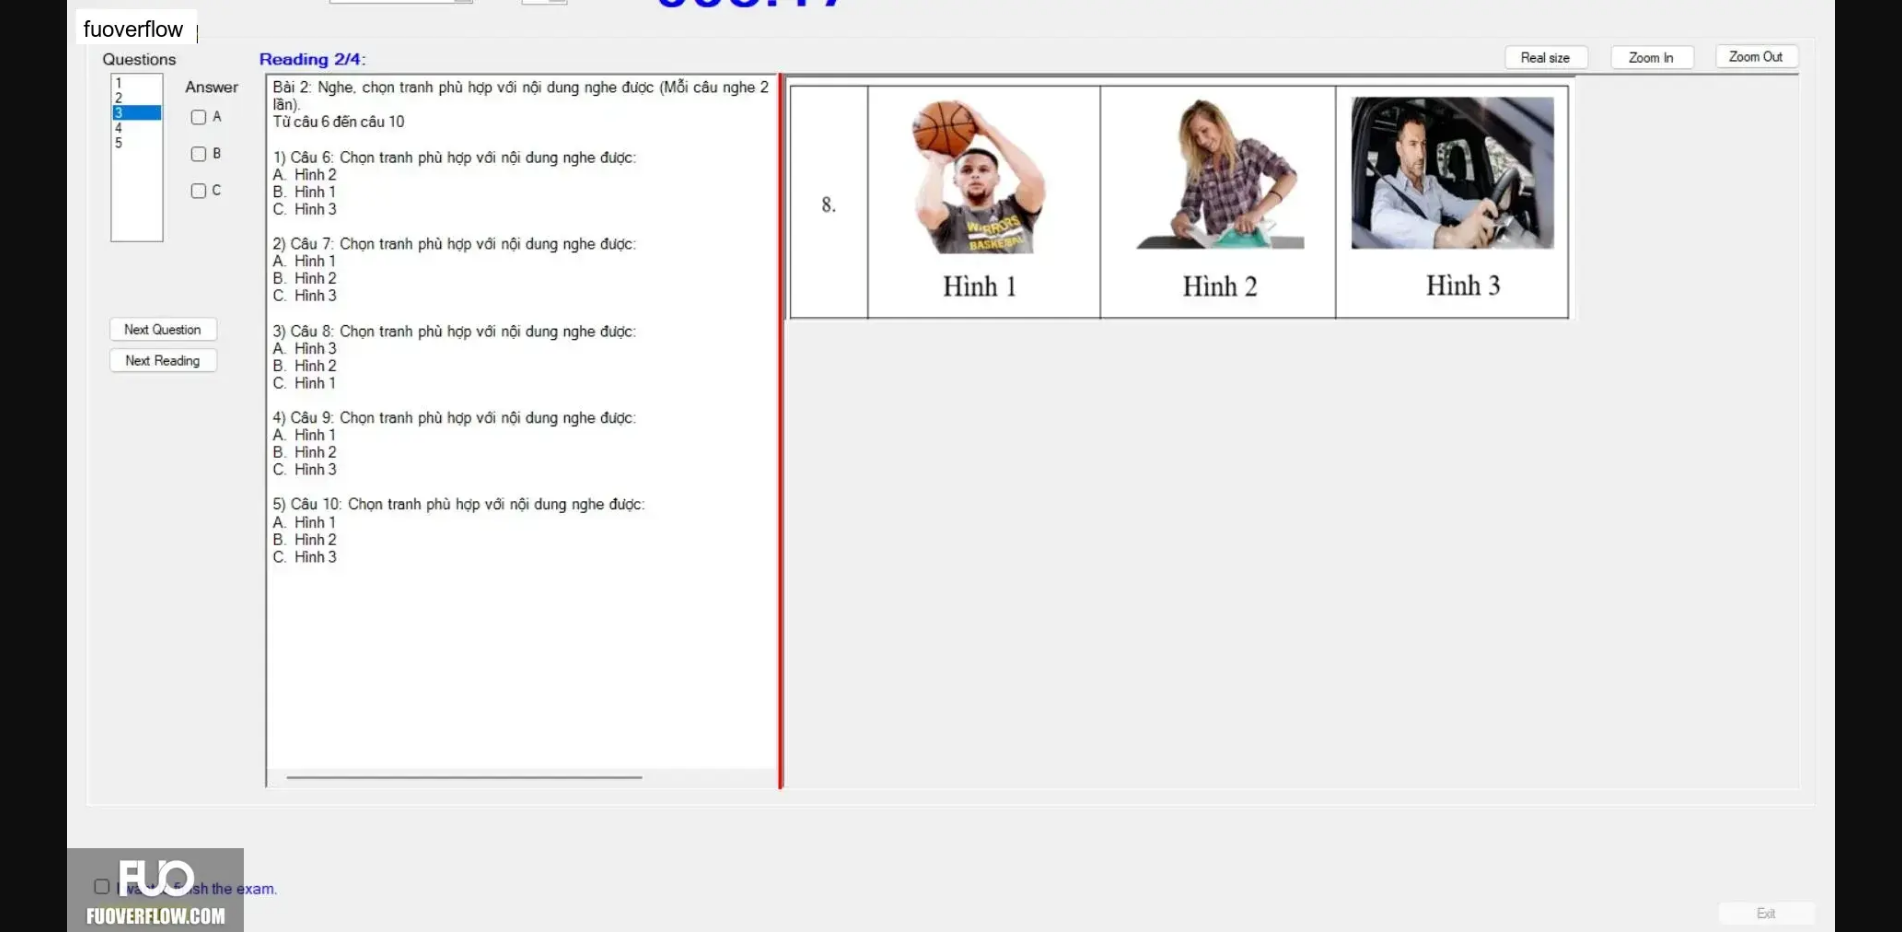 fuoverflow
Questions
Reading 2/4:
Real size
Zoom In
Zoom Out
1
2
3
4
5
Answer
A
B
C
Next Question
Next Reading
Bài 2: Nghe, chọn tranh phù hợp với nội dung nghe được (Mỗi câu nghe 2
lần).
Từ câu 6 đến câu 10
1) Câu 6: Chọn tranh phù hợp với nội dung nghe được:
A. Hình 2
B. Hình 1
C. Hình 3
2) Câu 7: Chọn tranh phù hợp với nội dung nghe được:
A. Hình 1
B. Hình 2
C. Hình 3
3) Câu 8: Chọn tranh phù hợp với nội dung nghe được:
A. Hình 3
B. Hình 2
C. Hình 1
4) Câu 9: Chọn tranh phù hợp với nội dung nghe được:
A. Hình 1
B. Hình 2
C. Hình 3
5) Câu 10: Chọn tranh phù hợp với nội dung nghe được:
A. Hình 1
B. Hình 2
C. Hình 3
8.
WARRIORS
BASKETBALL
Hình 1
Hình 2
Hình 3
FUO
FUOVERFLOW.COM
the exam.
Exit